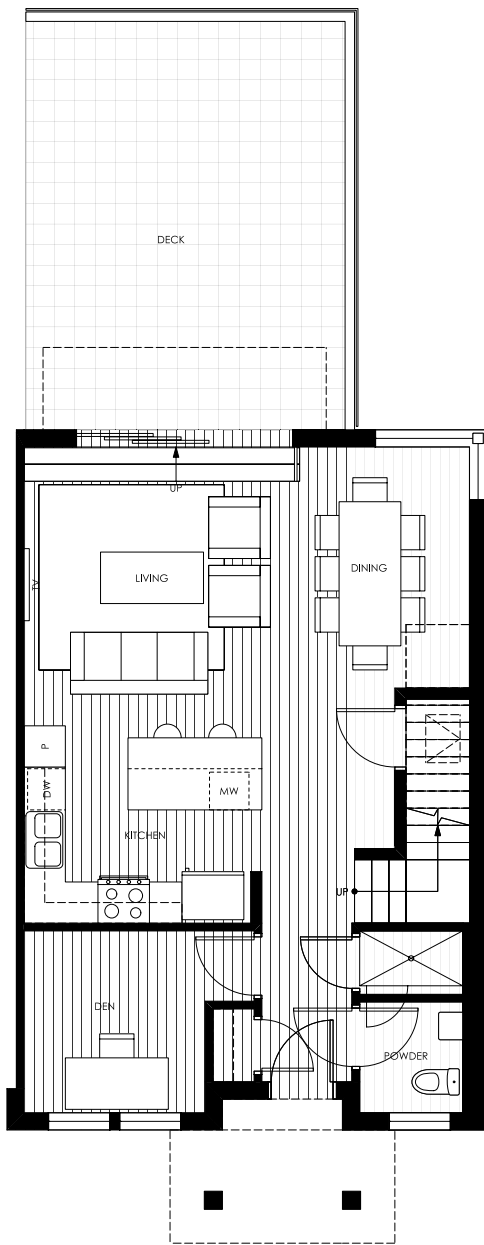 DECK
UP
TV
LIVING
DINING
P
DW
MW
KITCHEN
UP
DEN
POWDER